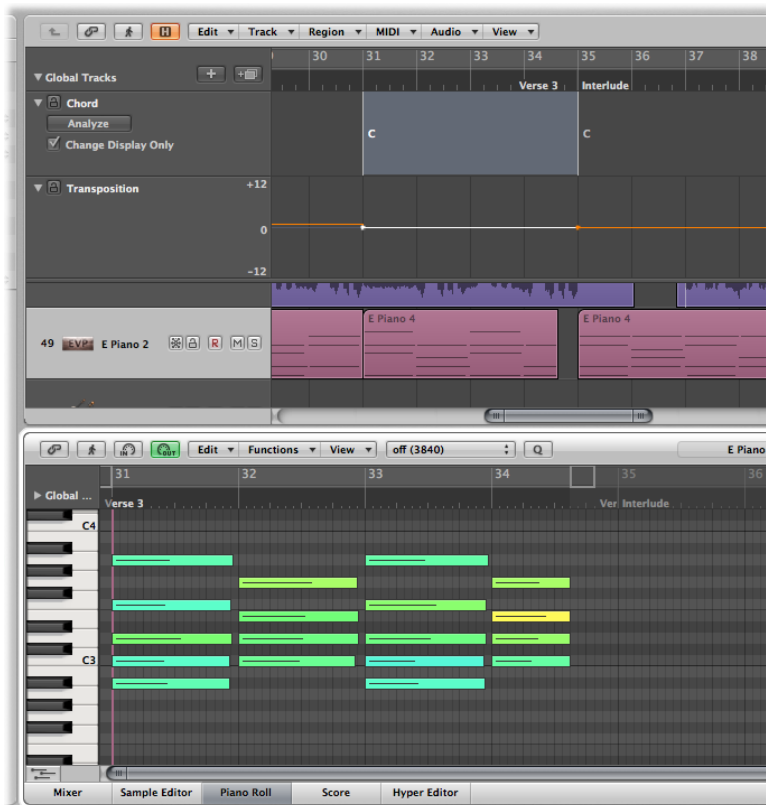 Edit Track Region MIDI Audio View
30 31 32 33 34 35 36 37 38
Global Tracks
Verse 3 Interlude
Chord
Analyze
Change Display Only
C C
Transposition +12
0
-12
E Piano 4 E Piano 4
49 EVP E Piano 2 R M S
IN OUT Edit Functions View off (3840) Q E Piano
31 32 33 34 35 36
Global ...
Verse 3 Ver Interlude
C4
C3
Mixer Sample Editor Piano Roll Score Hyper Editor